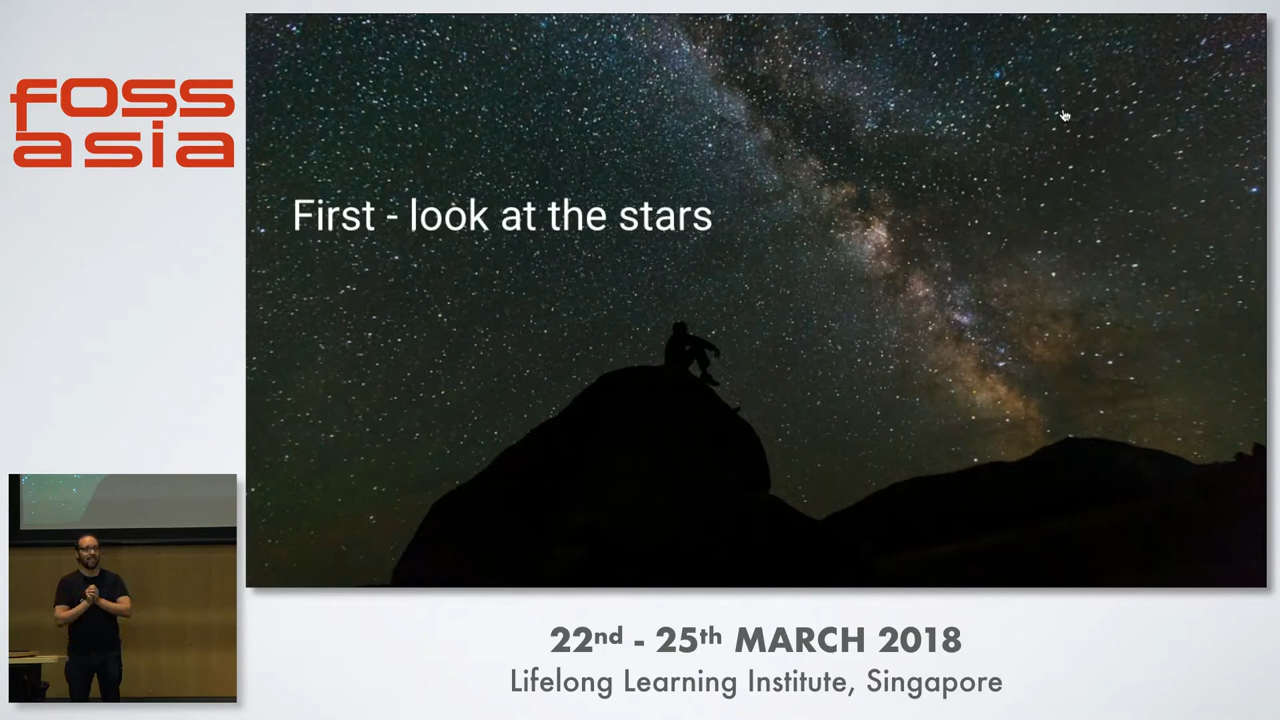 foss
asia
First - look at the stars
22nd - 25th MARCH 2018
Lifelong Learning Institute, Singapore